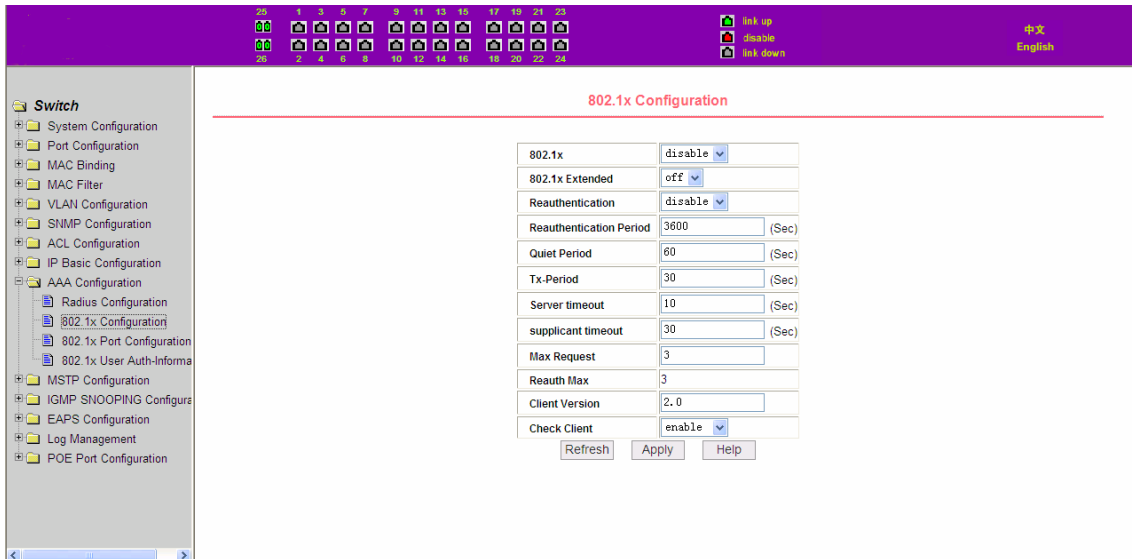 25 1 3 5 7 9 11 13 15 17 19 21 23
26 2 4 6 8 10 12 14 16 18 20 22 24
link up
disable
link down
中文
English
Switch
System Configuration
Port Configuration
MAC Binding
MAC Filter
VLAN Configuration
SNMP Configuration
ACL Configuration
IP Basic Configuration
AAA Configuration
Radius Configuration
802.1x Configuration
802.1x Port Configuration
802.1x User Auth-Informa
MSTP Configuration
IGMP SNOOPING Configura
EAPS Configuration
Log Management
POE Port Configuration
802.1x Configuration
802.1x disable
802.1x Extended off
Reauthentication disable
Reauthentication Period 3600 (Sec)
Quiet Period 60 (Sec)
Tx-Period 30 (Sec)
Server timeout 10 (Sec)
supplicant timeout 30 (Sec)
Max Request 3
Reauth Max 3
Client Version 2.0
Check Client enable
Refresh Apply Help